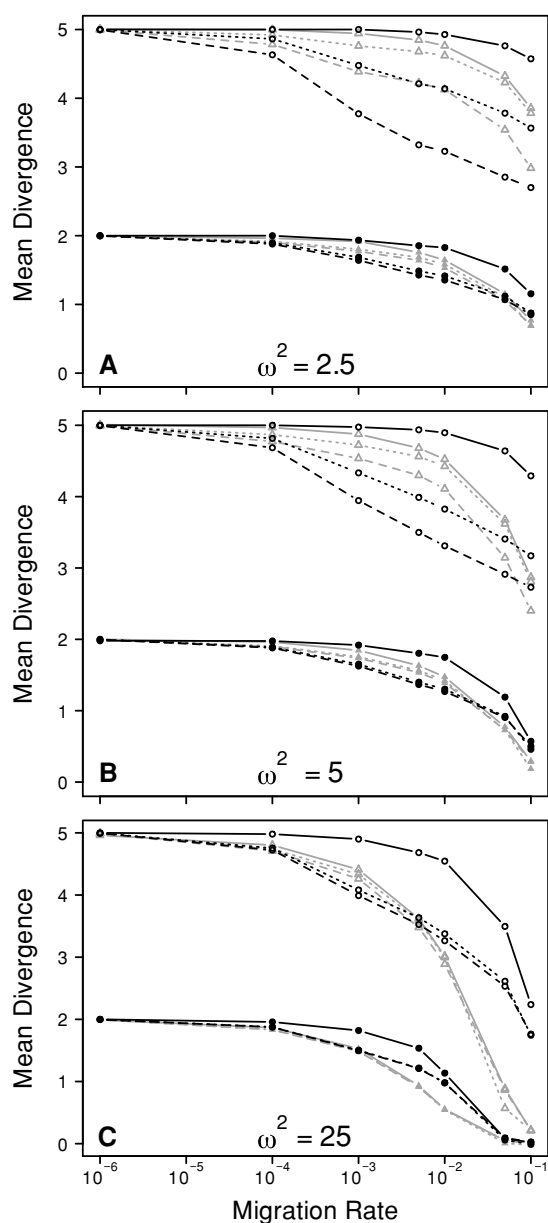 5
4
3
2
1
0
Mean Divergence
A
ω² = 2.5
5
4
3
2
1
0
Mean Divergence
B
ω² = 5
5
4
3
2
1
0
Mean Divergence
C
ω² = 25
10⁻⁶ 10⁻⁵ 10⁻⁴ 10⁻³ 10⁻² 10⁻¹
Migration Rate